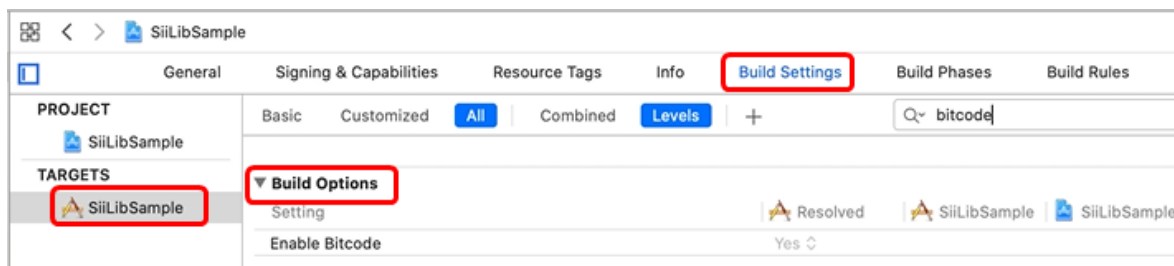 SiiLibSample
General Signing & Capabilities Resource Tags Info Build Settings Build Phases Build Rules
PROJECT
Basic Customized All Combined Levels + bitcode
SiiLibSample
TARGETS
Build Options
SiiLibSample
Setting Resolved SiiLibSample SiiLibSample
Enable Bitcode Yes